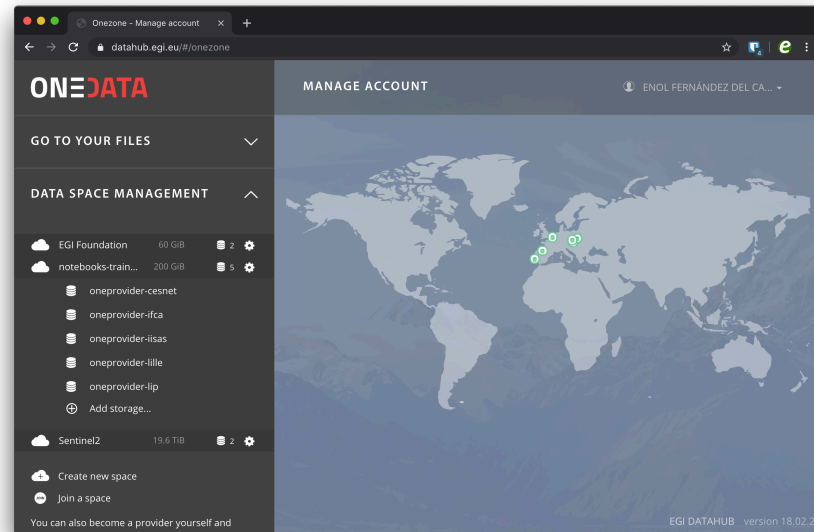 Onezone - Manage account
datahub.egi.eu/#/onezone
4
ONEDATA
MANAGE ACCOUNT
ENOL FERNÁNDEZ DEL CA...
GO TO YOUR FILES
DATA SPACE MANAGEMENT
EGI Foundation 60 GiB 2
notebooks-train... 200 GiB 5
oneprovider-cesnet
oneprovider-ifca
oneprovider-iisas
oneprovider-lille
oneprovider-lip
Add storage...
Sentinel2 19.6 TiB 2
Create new space
JOIN Join a space
You can also become a provider yourself and
EGI DATAHUB version 18.02.2